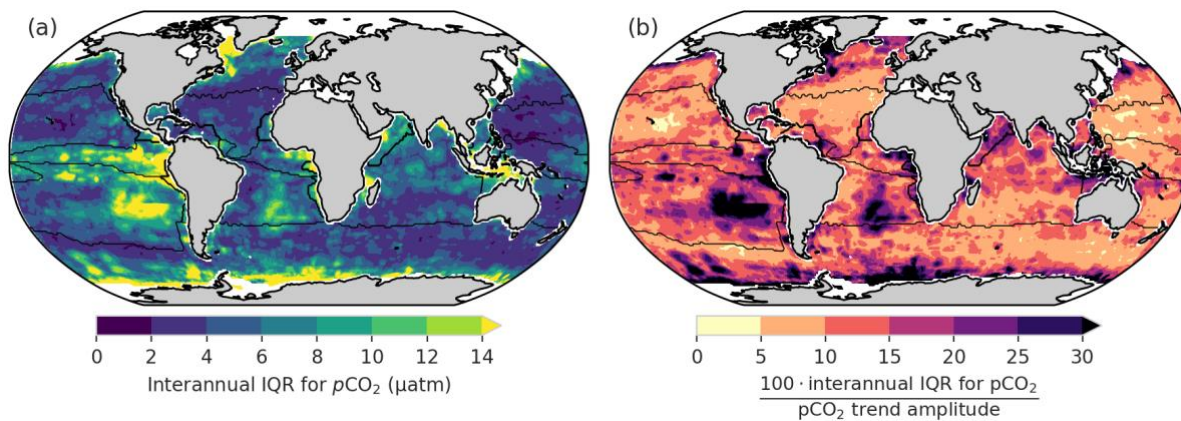 (a)
(b)
0 2 4 6 8 10 12 14
Interannual IQR for pCO₂ (µatm)
0 5 10 15 20 25 30
100 · interannual IQR for pCO₂
pCO₂ trend amplitude